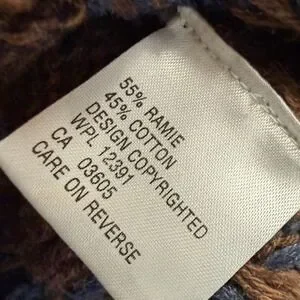 55% RAMIE
45% COTTON
DESIGN COPYRIGHTED
WPL 12391
CA 03605
CARE ON REVERSE